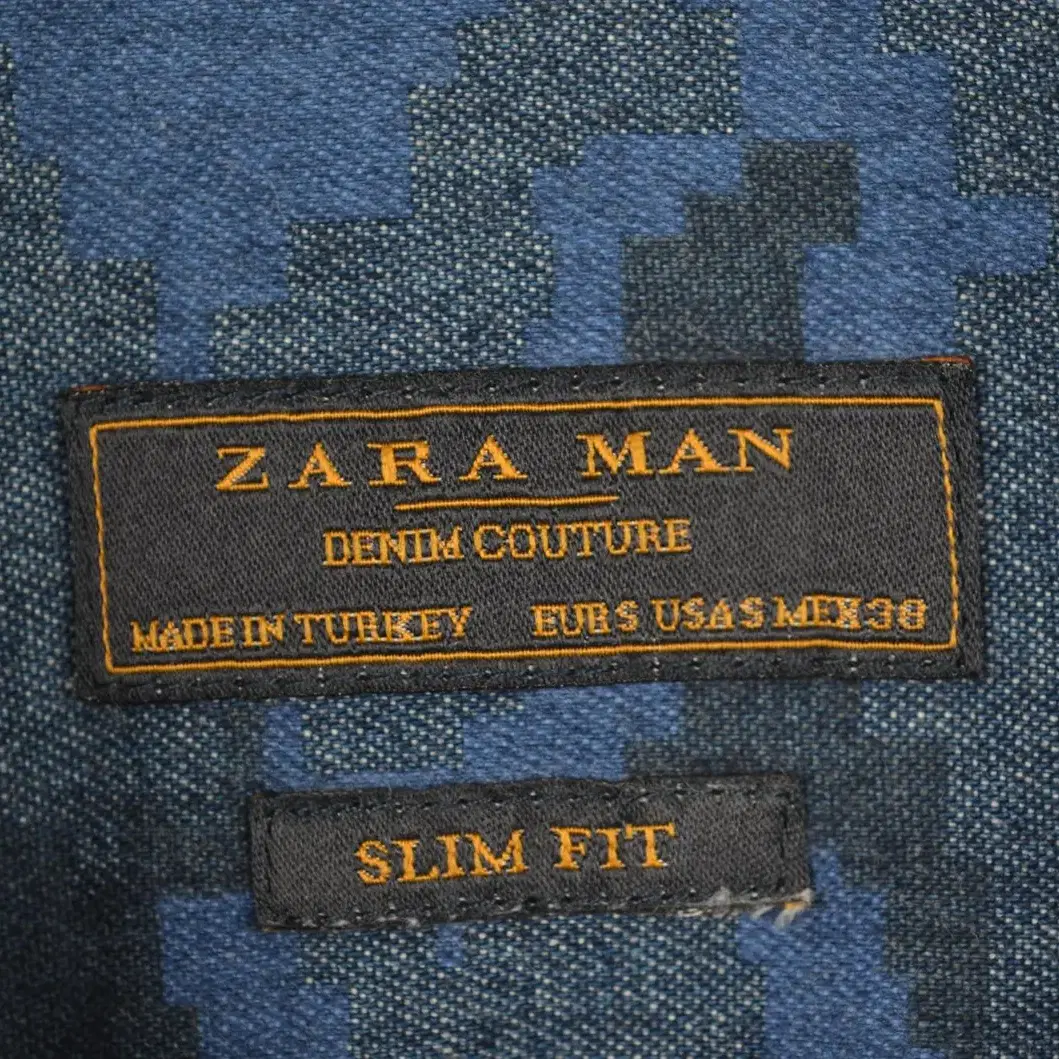 ZARA MAN
DENIM COUTURE
MADE IN TURKEY EUR S USA S MEX 38
SLIM FIT